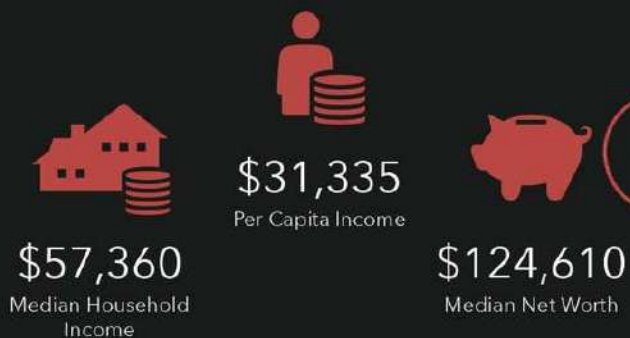 $31,335
Per Capita Income
$57,360
Median Household
Income
$124,610
Median Net Worth